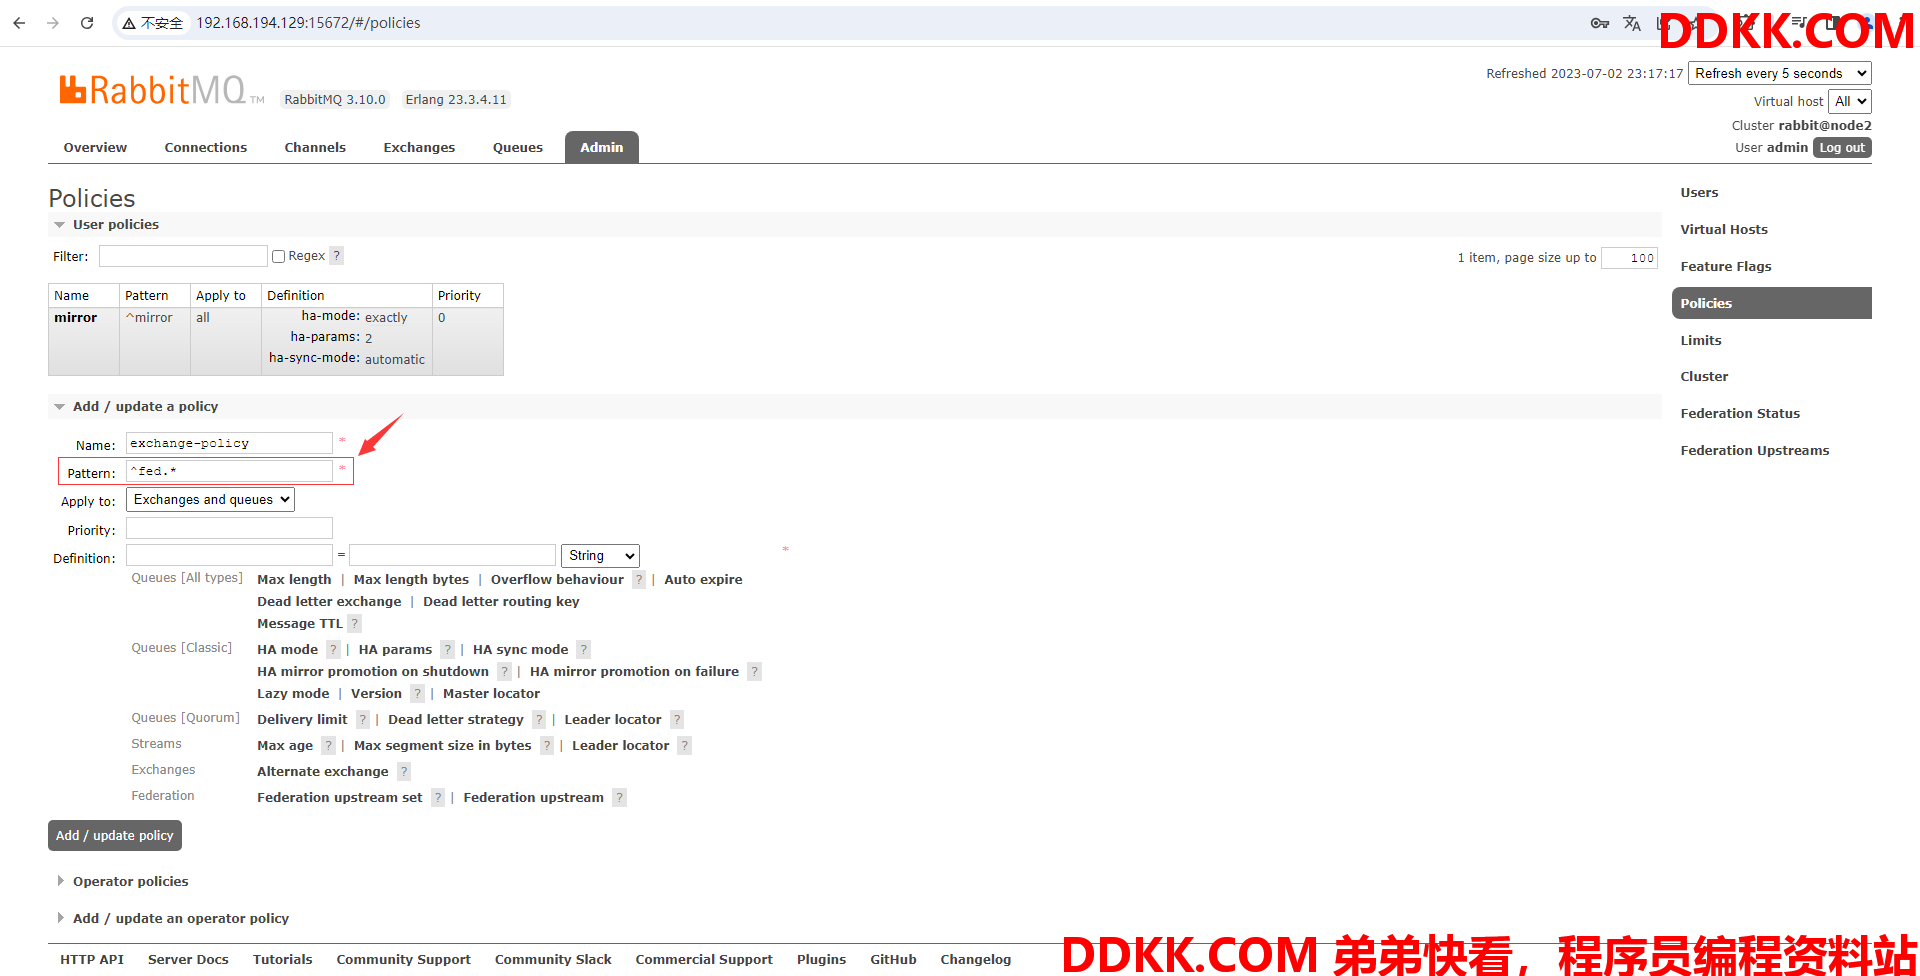 不安全 192.168.194.129:15672/#/policies
DDKK.COM
RabbitMQ TM RabbitMQ 3.10.0 Erlang 23.3.4.11
Refreshed 2023-07-02 23:17:17 Refresh every 5 seconds
Virtual host All
Cluster rabbit@node2
User admin Log out
Overview Connections Channels Exchanges Queues Admin
Policies
User policies
Filter: Regex ?
1 item, page size up to 100
Name Pattern Apply to Definition Priority
mirror ^mirror all ha-mode: exactly 0
ha-params: 2
ha-sync-mode: automatic
Add / update a policy
Name: exchange-policy *
Pattern: ^fed.* *
Apply to: Exchanges and queues
Priority:
Definition: = String *
Queues [All types] Max length | Max length bytes | Overflow behaviour ? | Auto expire
Dead letter exchange | Dead letter routing key
Message TTL ?
Queues [Classic] HA mode ? | HA params ? | HA sync mode ?
HA mirror promotion on shutdown ? | HA mirror promotion on failure ?
Lazy mode | Version ? | Master locator
Queues [Quorum] Delivery limit ? | Dead letter strategy ? | Leader locator ?
Streams Max age ? | Max segment size in bytes ? | Leader locator ?
Exchanges Alternate exchange ?
Federation Federation upstream set ? | Federation upstream ?
Add / update policy
Operator policies
Add / update an operator policy
Users
Virtual Hosts
Feature Flags
Policies
Limits
Cluster
Federation Status
Federation Upstreams
HTTP API Server Docs Tutorials Community Support Community Slack Commercial Support Plugins GitHub Changelog
DDKK.COM 弟弟快看，程序员编程资料站